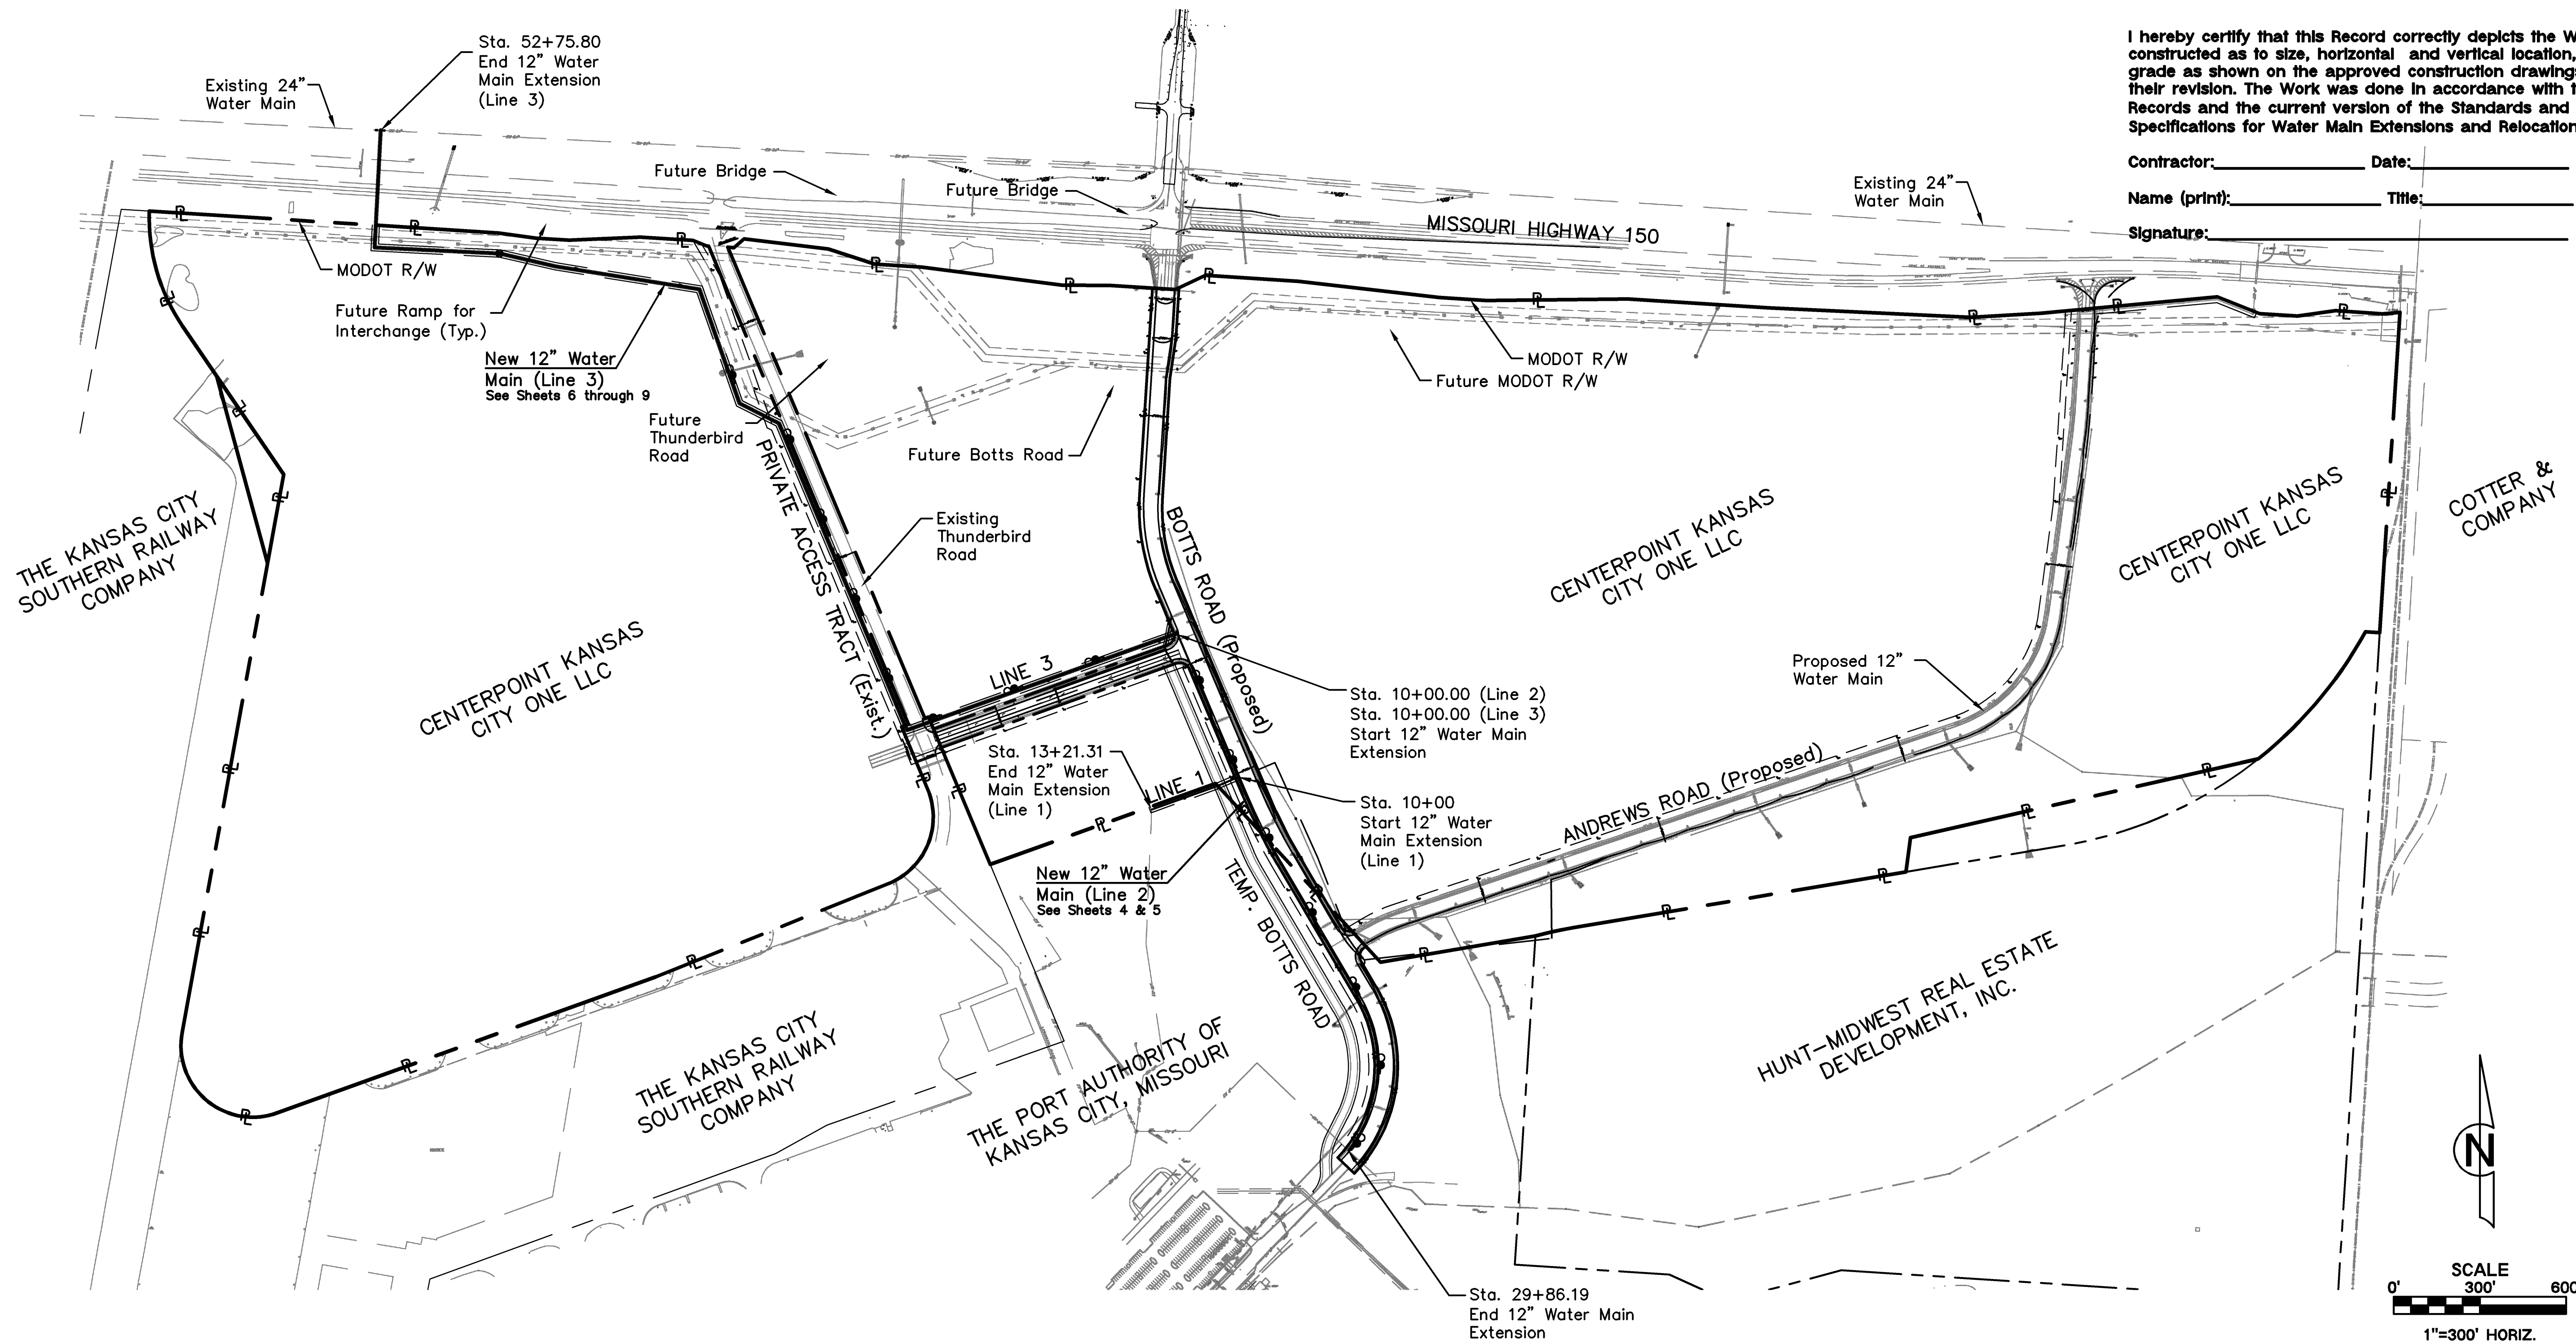 Sta. 52+75.80
End 12” Water
Main Extension
(Line 3)
Existing 24”
Water Main
Future Bridge
Future Bridge
Existing 24”
Water Main
MISSOURI HIGHWAY 150
I hereby certify that this Record correctly depicts the
constructed as to size, horizontal and vertical location,
grade as shown on the approved construction
their revision. The Work was done in accordance with
Records and the current version of the Standards and
Specifications for Water Main Extensions and
Contractor: Date:
Name (print): Title:
Signature:
MODOT R/W
Future Ramp for
Interchange (Typ.)
New 12” Water
Main (Line 3)
See Sheets 6 through 9
Future
Thunderbird
Road
Future Botts Road
MODOT R/W
Future MODOT R/W
PRIVATE ACCESS TRACT (Exist.)
Existing
Thunderbird
Road
BOTTS ROAD (Proposed)
THE KANSAS CITY
SOUTHERN RAILWAY
COMPANY
CENTERPOINT KANSAS
CITY ONE LLC
CENTERPOINT KANSAS
CITY ONE LLC
CENTERPOINT KANSAS
CITY ONE LLC
COTTER &
COMPANY
LINE 3
Sta. 10+00.00 (Line 2)
Sta. 10+00.00 (Line 3)
Start 12” Water Main
Extension
Proposed 12”
Water Main
Sta. 13+21.31
End 12” Water
Main Extension
(Line 1)
LINE 1
Sta. 10+00
Start 12” Water
Main Extension
(Line 1)
ANDREWS ROAD (Proposed)
New 12” Water
Main (Line 2)
See Sheets 4 & 5
TEMP. BOTTS ROAD
THE KANSAS CITY
SOUTHERN RAILWAY
COMPANY
THE PORT AUTHORITY OF
KANSAS CITY, MISSOURI
HUNT-MIDWEST REAL ESTATE
DEVELOPMENT, INC.
N
Sta. 29+86.19
End 12” Water Main
Extension
SCALE
0' 300' 600
1"=300' HORIZ.